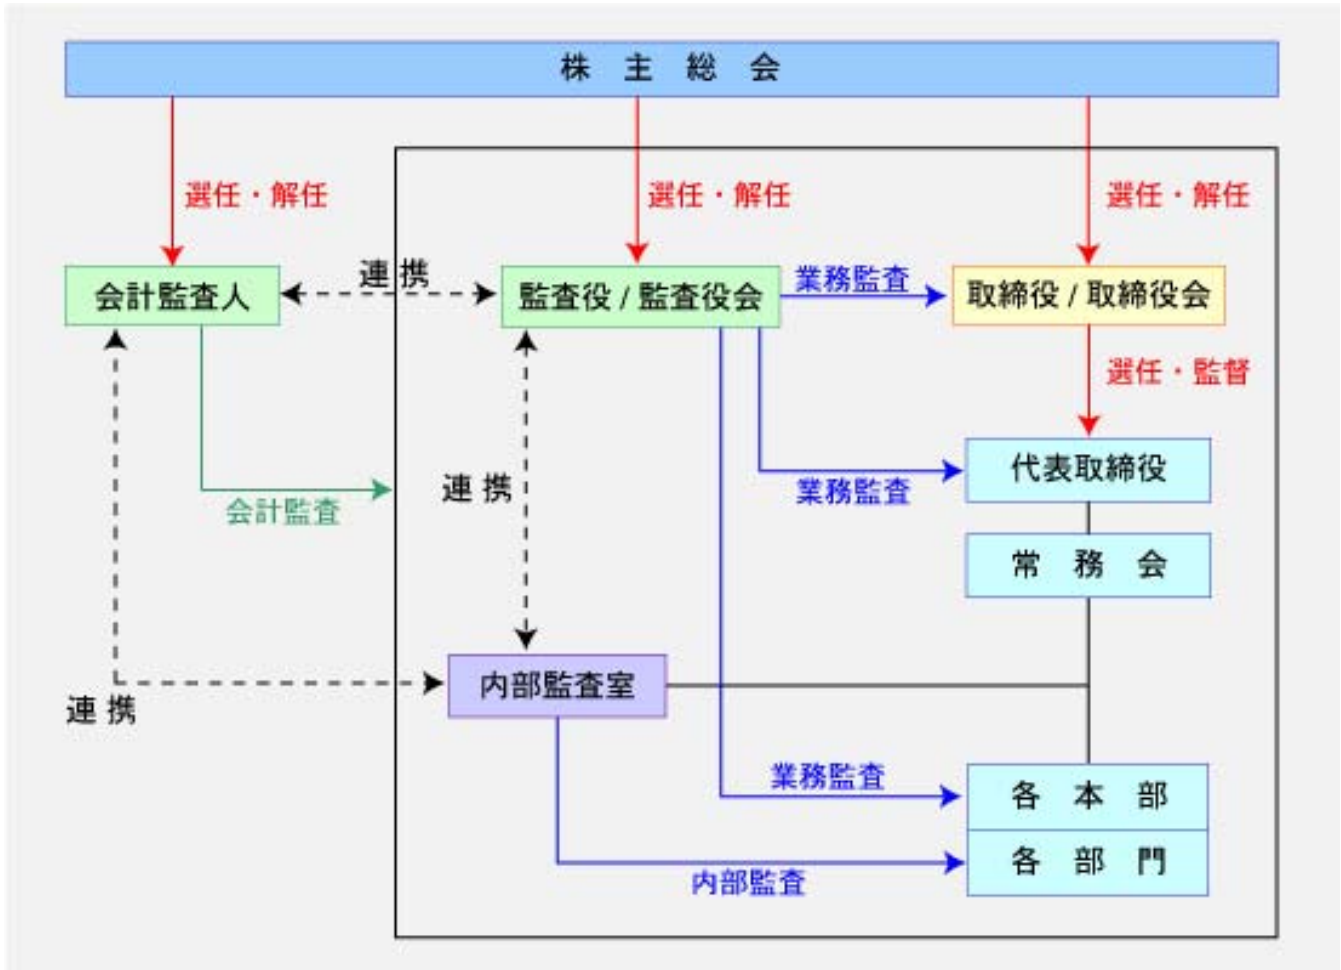 株 主 総 会
選任・解任
選任・解任
選任・解任
会計監査人
連 携
監査役 / 監査役会
業務監査
取締役 / 取締役会
選任・監督
代表取締役
業務監査
連 携
会計監査
常 務 会
内部監査室
連 携
業務監査
各 本 部
各 部 門
内部監査